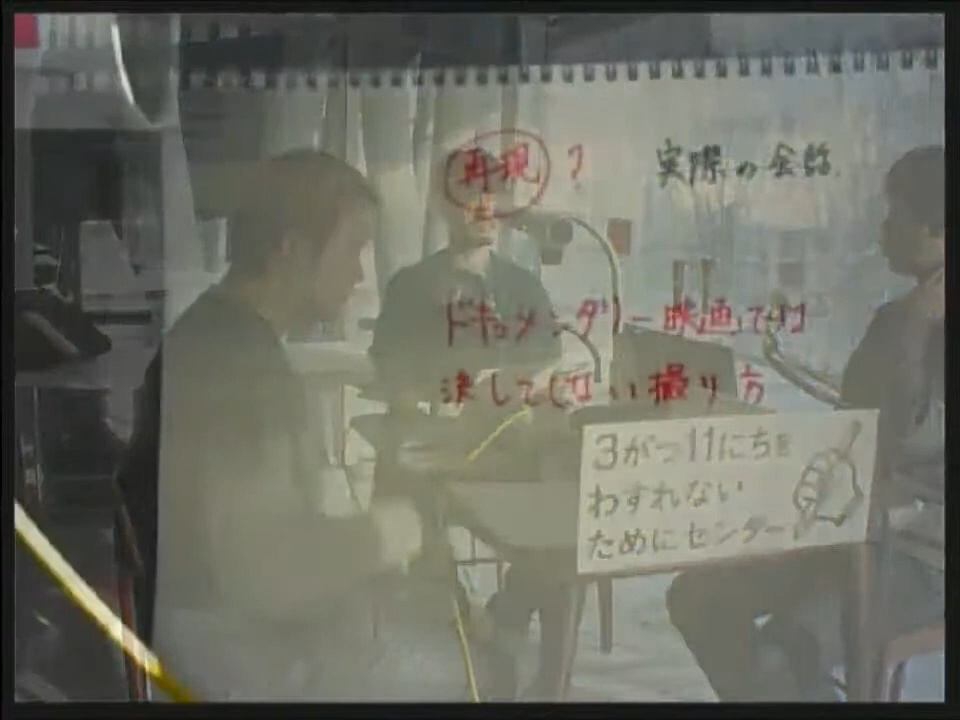 再現? 実際の会話
ドキュメンタリー映画では
決してない撮り方
3がつ11にちを
わすれない
ためにセンター